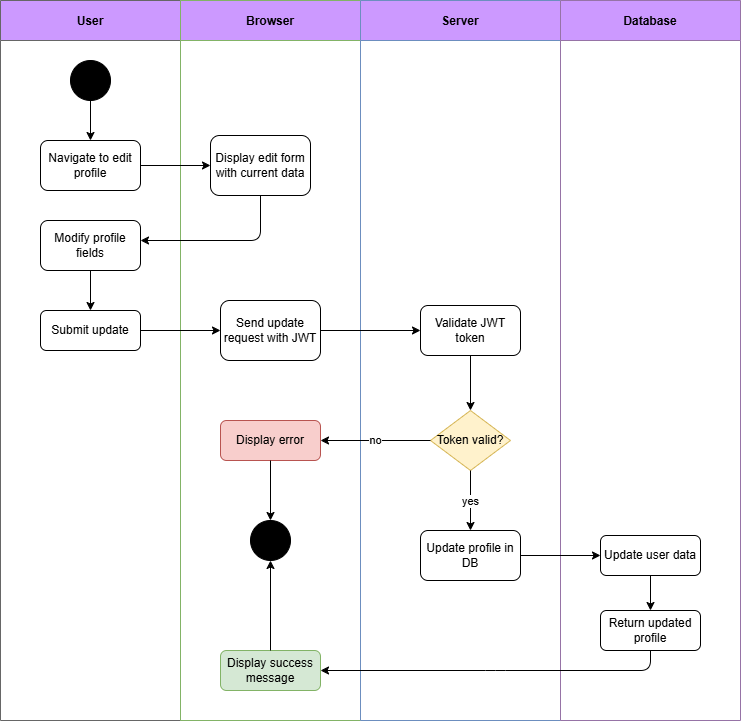 User
Browser
Server
Database
Navigate to edit
profile
Display edit form
with current data
Modify profile
fields
Submit update
Send update
request with JWT
Validate JWT
token
Display error
no
Token valid?
yes
Update profile in
DB
Update user data
Return updated
profile
Display success
message